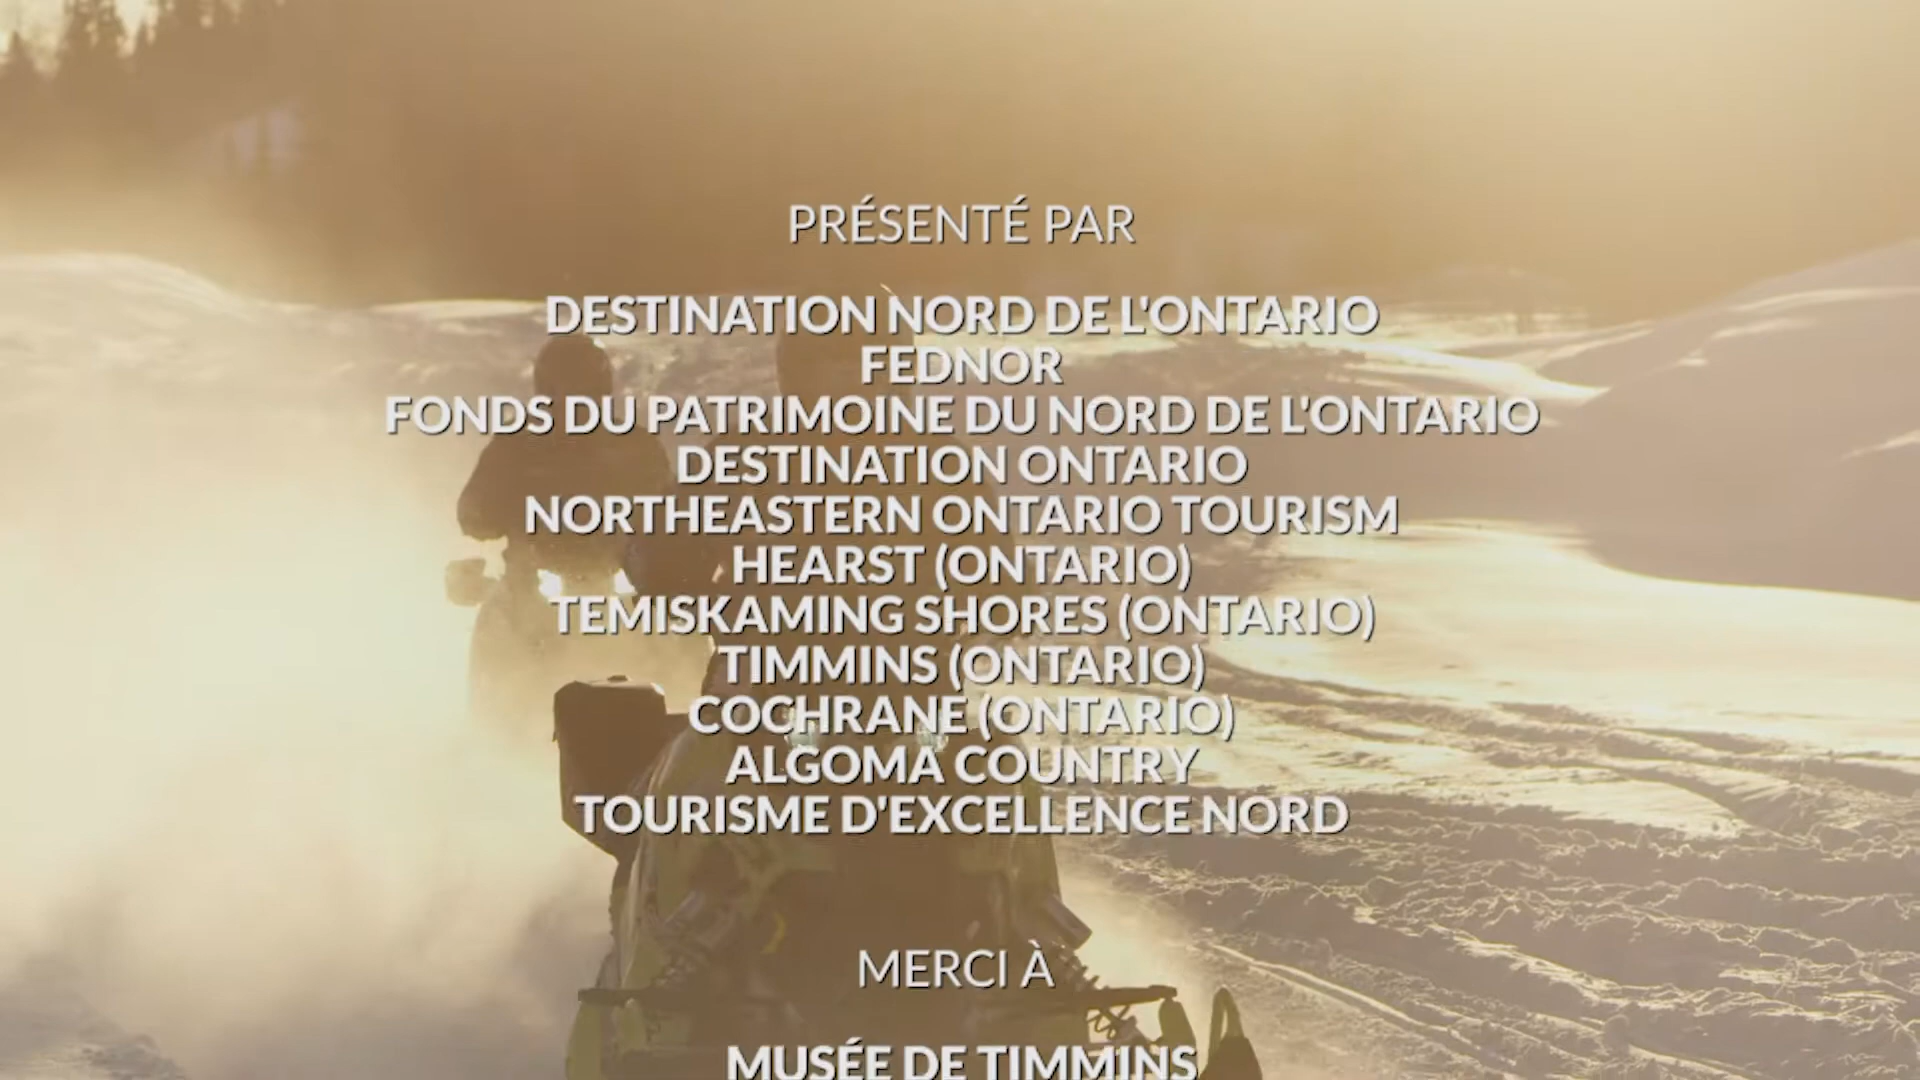 PRÉSENTÉ PAR
DESTINATION NORD DE L'ONTARIO
FEDNOR
FONDS DU PATRIMOINE DU NORD DE L'ONTARIO
DESTINATION ONTARIO
NORTHEASTERN ONTARIO TOURISM
HEARST (ONTARIO)
TEMISKAMING SHORES (ONTARIO)
TIMMINS (ONTARIO)
COCHRANE (ONTARIO)
ALGOMA COUNTRY
TOURISME D'EXCELLENCE NORD
MERCI À
MUSÉE DE TIMMINS